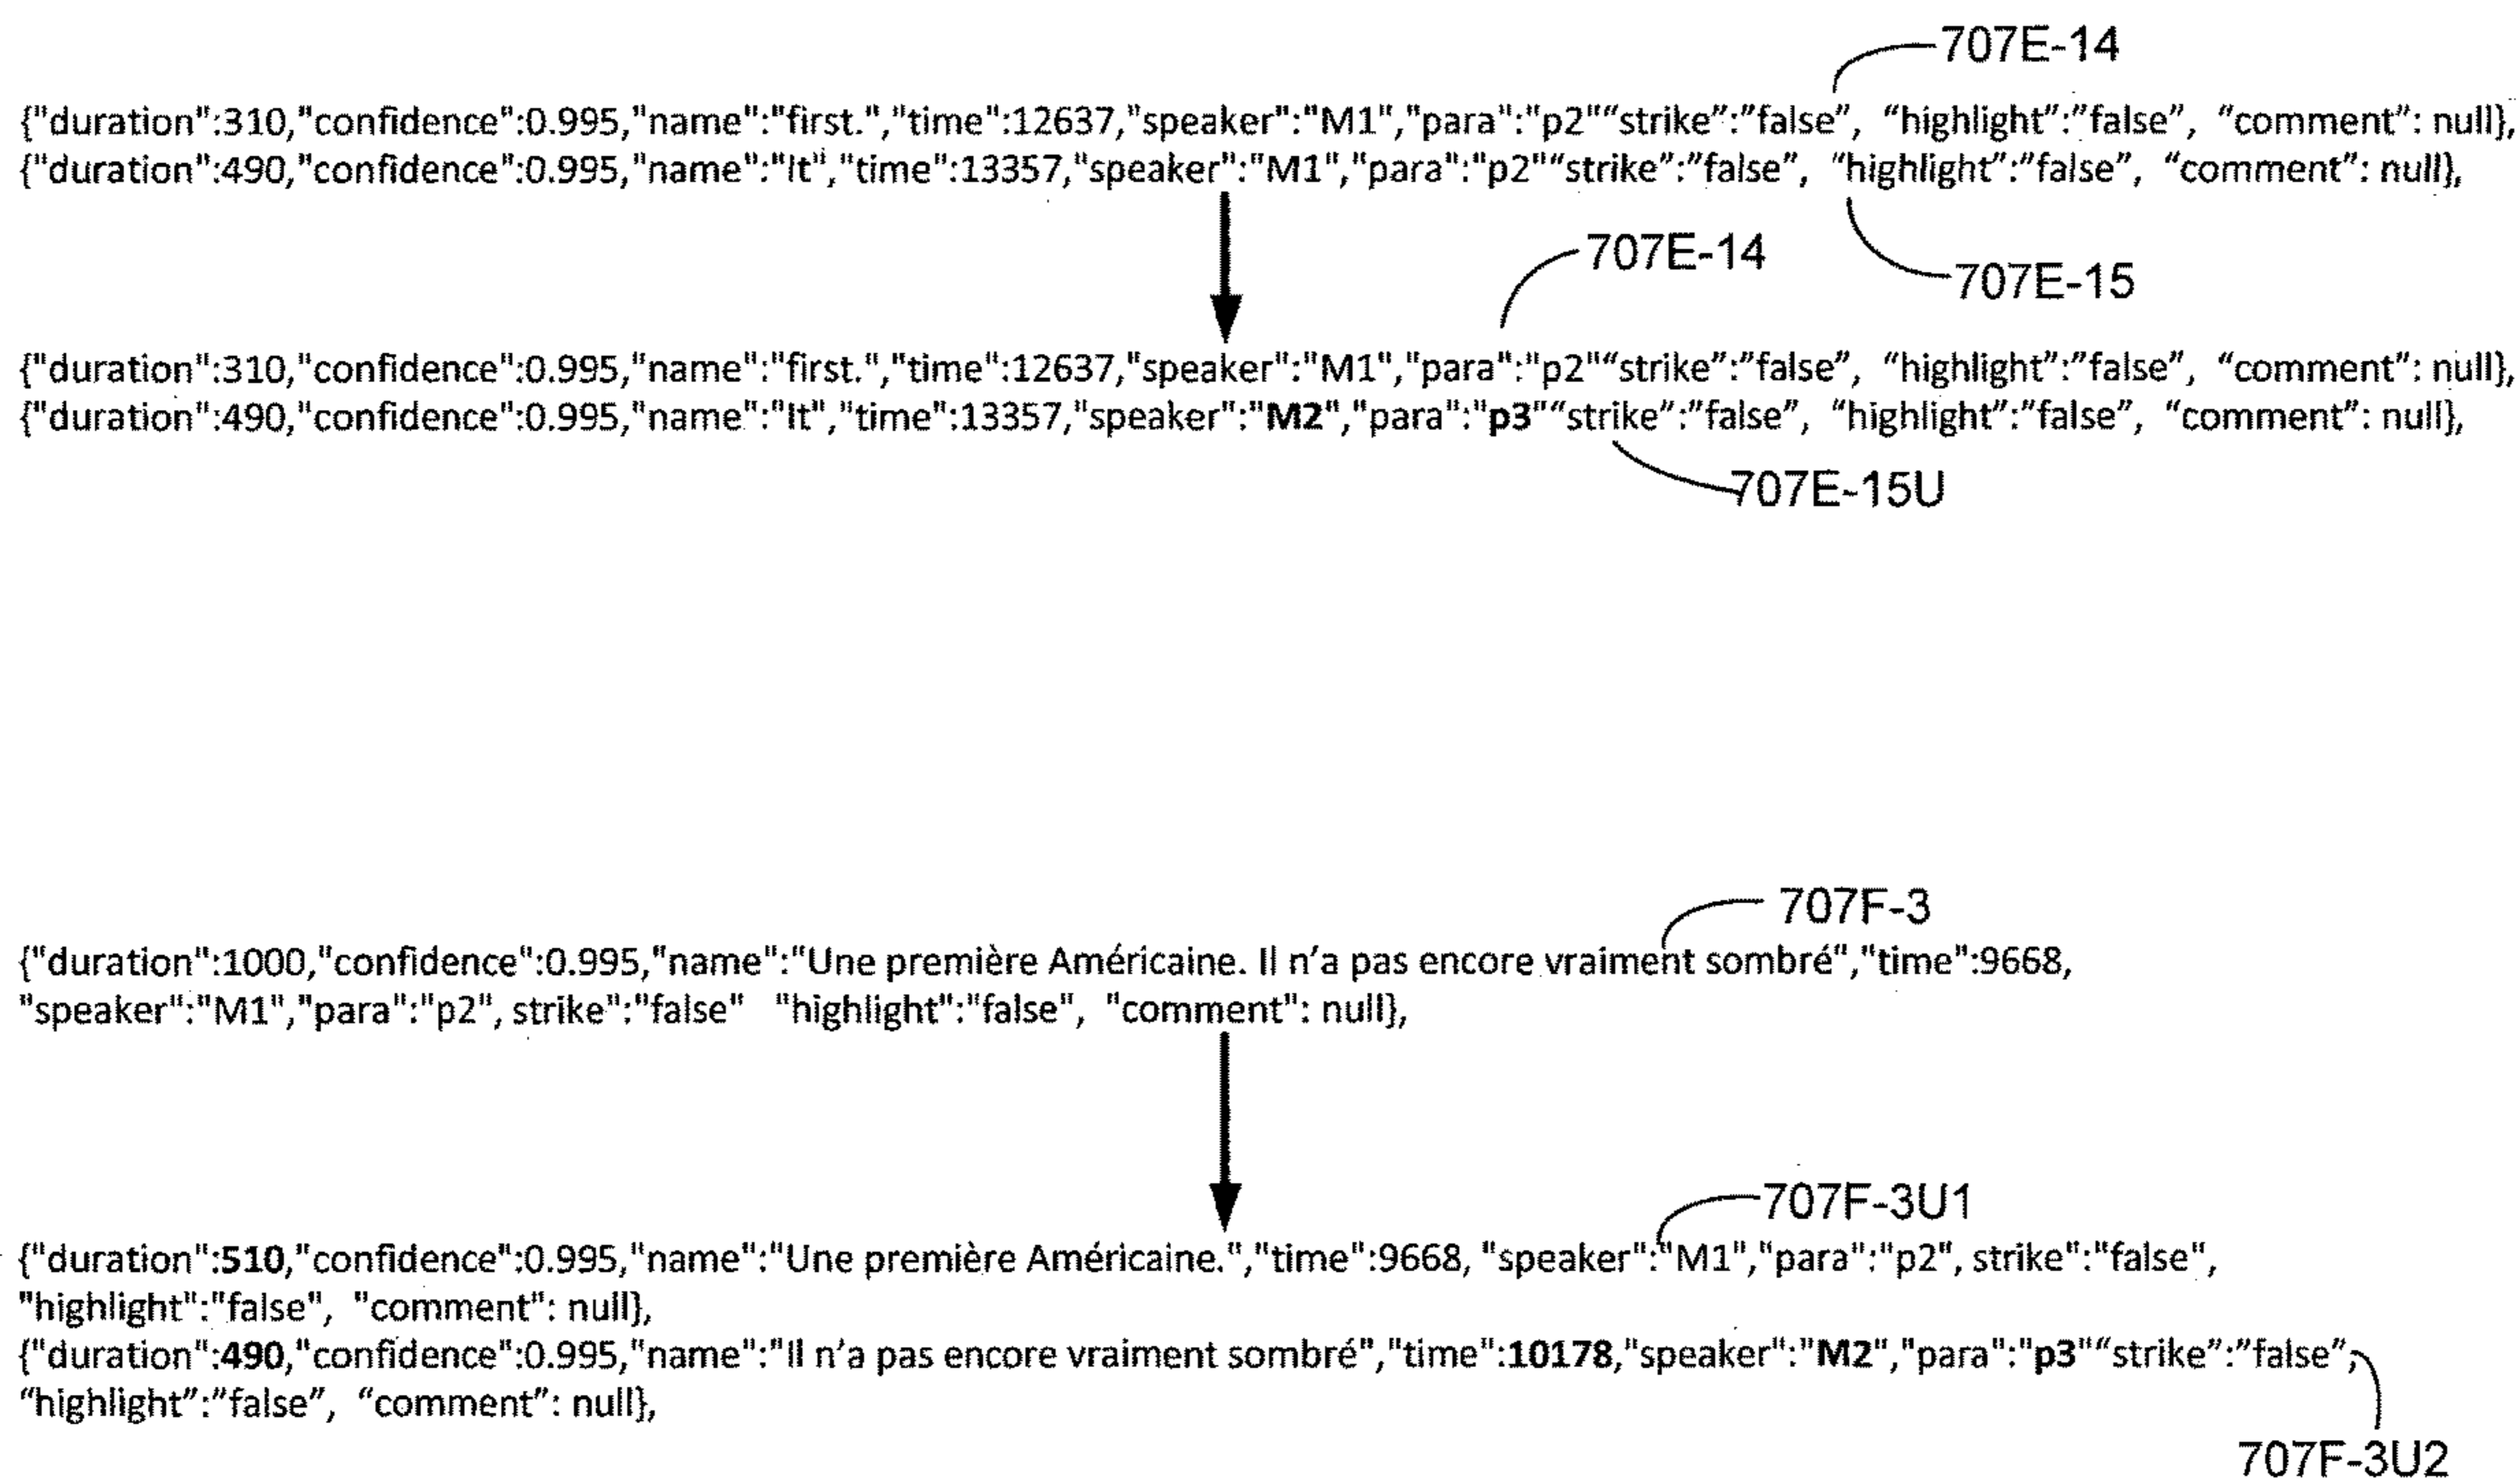 707E-14
{"duration":310,"confidence":0.995,"name":"first.","time":12637,"speaker":"M1","para":"p2"“strike”:”false”, “highlight”:”false”, “comment”: null},
{"duration":490,"confidence":0.995,"name":"It","time":13357,"speaker":"M1","para":"p2"“strike”:”false”, “highlight”:”false”, “comment”: null},
707E-14
707E-15
{"duration":310,"confidence":0.995,"name":"first.","time":12637,"speaker":"M1","para":"p2"“strike”:”false”, “highlight”:”false”, “comment”: null},
{"duration":490,"confidence":0.995,"name":"It","time":13357,"speaker":"M2","para":"p3"“strike”:”false”, “highlight”:”false”, “comment”: null},
707E-15U
707F-3
{"duration":1000,"confidence":0.995,"name":"Une première Américaine. Il n’a pas encore vraiment sombré","time":9668,
"speaker":"M1","para":"p2", strike":"false" "highlight":"false", "comment": null},
707F-3U1
{"duration":510,"confidence":0.995,"name":"Une première Américaine.","time":9668, "speaker":"M1","para":"p2", strike":"false",
"highlight":"false", "comment": null},
{"duration":490,"confidence":0.995,"name":"Il n’a pas encore vraiment sombré","time":10178,"speaker":"M2","para":"p3"“strike”:”false”,
“highlight”:”false”, “comment”: null},
707F-3U2